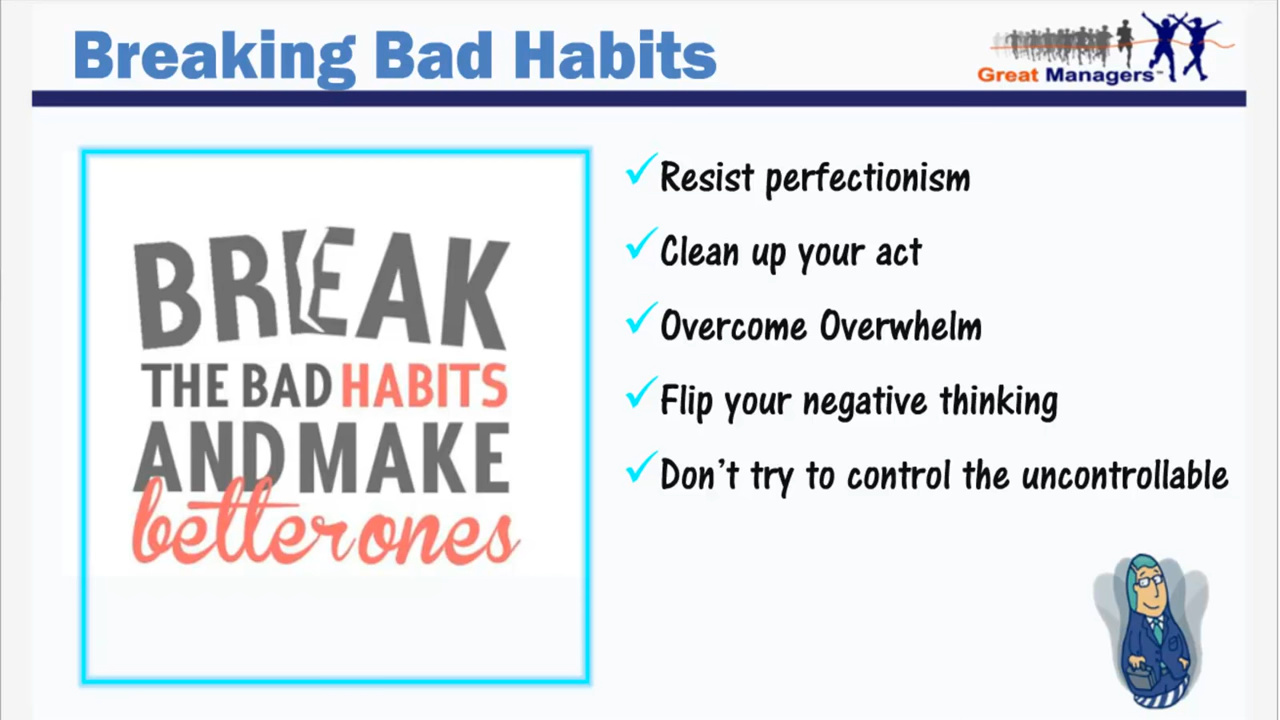 Breaking Bad Habits
Great Managers™
BREAK
THE BAD HABITS
AND MAKE
better ones
Resist perfectionism
Clean up your act
Overcome Overwhelm
Flip your negative thinking
Don't try to control the uncontrollable